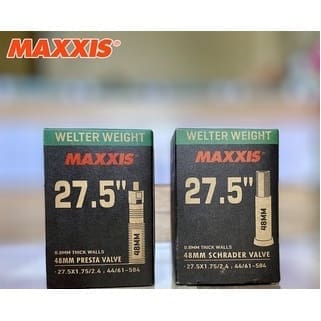 MAXXIS®
WELTER WEIGHT
MAXXIS®
27.5"
48MM
0.8MM THICK WALLS
48MM PRESTA VALVE
· 27.5X1.75/2.4 . 44/61-584
WELTER WEIGHT
MAXXIS®
27.5"
48MM
0.8MM THICK WALLS
48MM SCHRADER VALVE
· 27.5X1.75/2.4 . 44/61-584